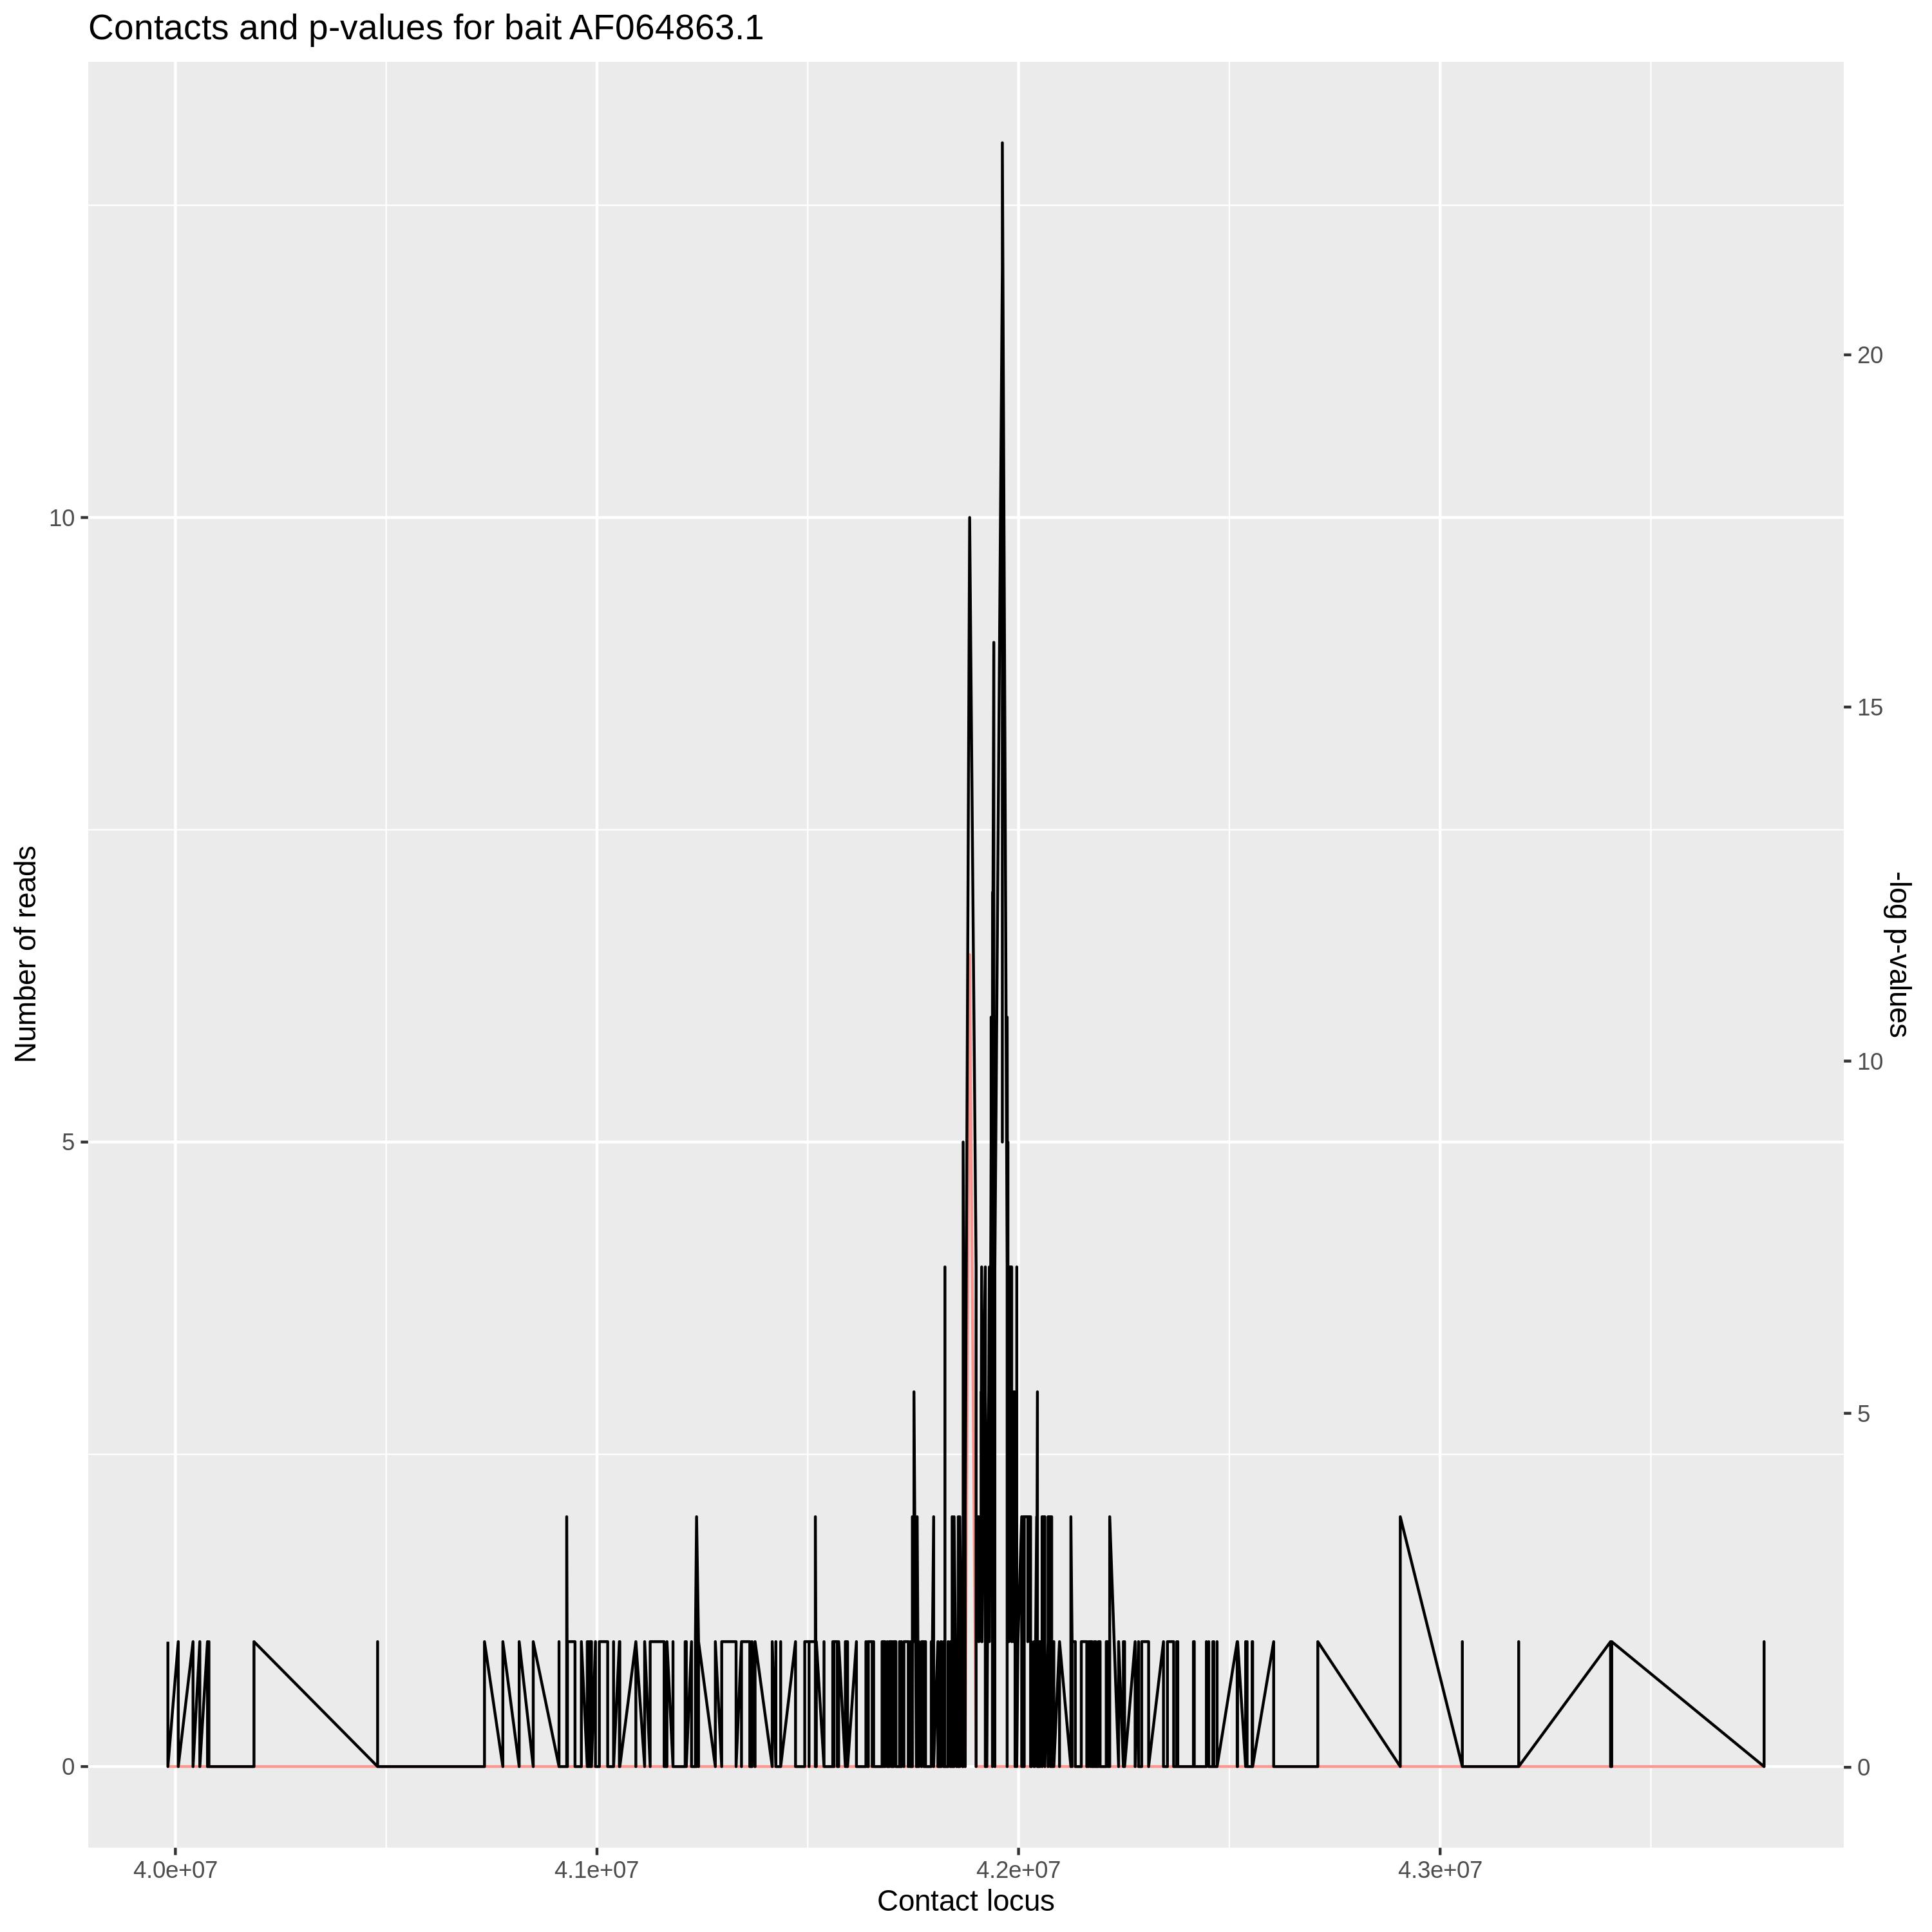 Contacts and p-values for bait AF064863.1
Number of reads
10
5
0
20
15
10
5
0
-log p-values
4.0e+07 4.1e+07 4.2e+07 4.3e+07
Contact locus